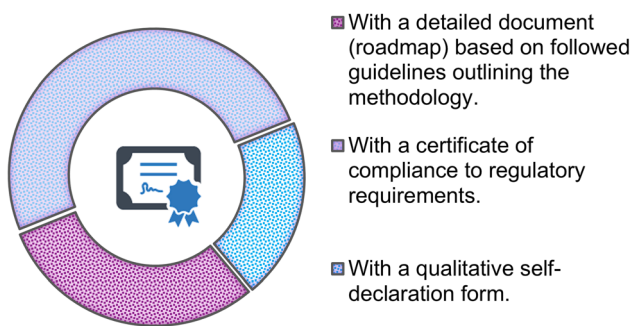 With a detailed document
(roadmap) based on followed
guidelines outlining the
methodology.
With a certificate of
compliance to regulatory
requirements.
With a qualitative self-
declaration form.